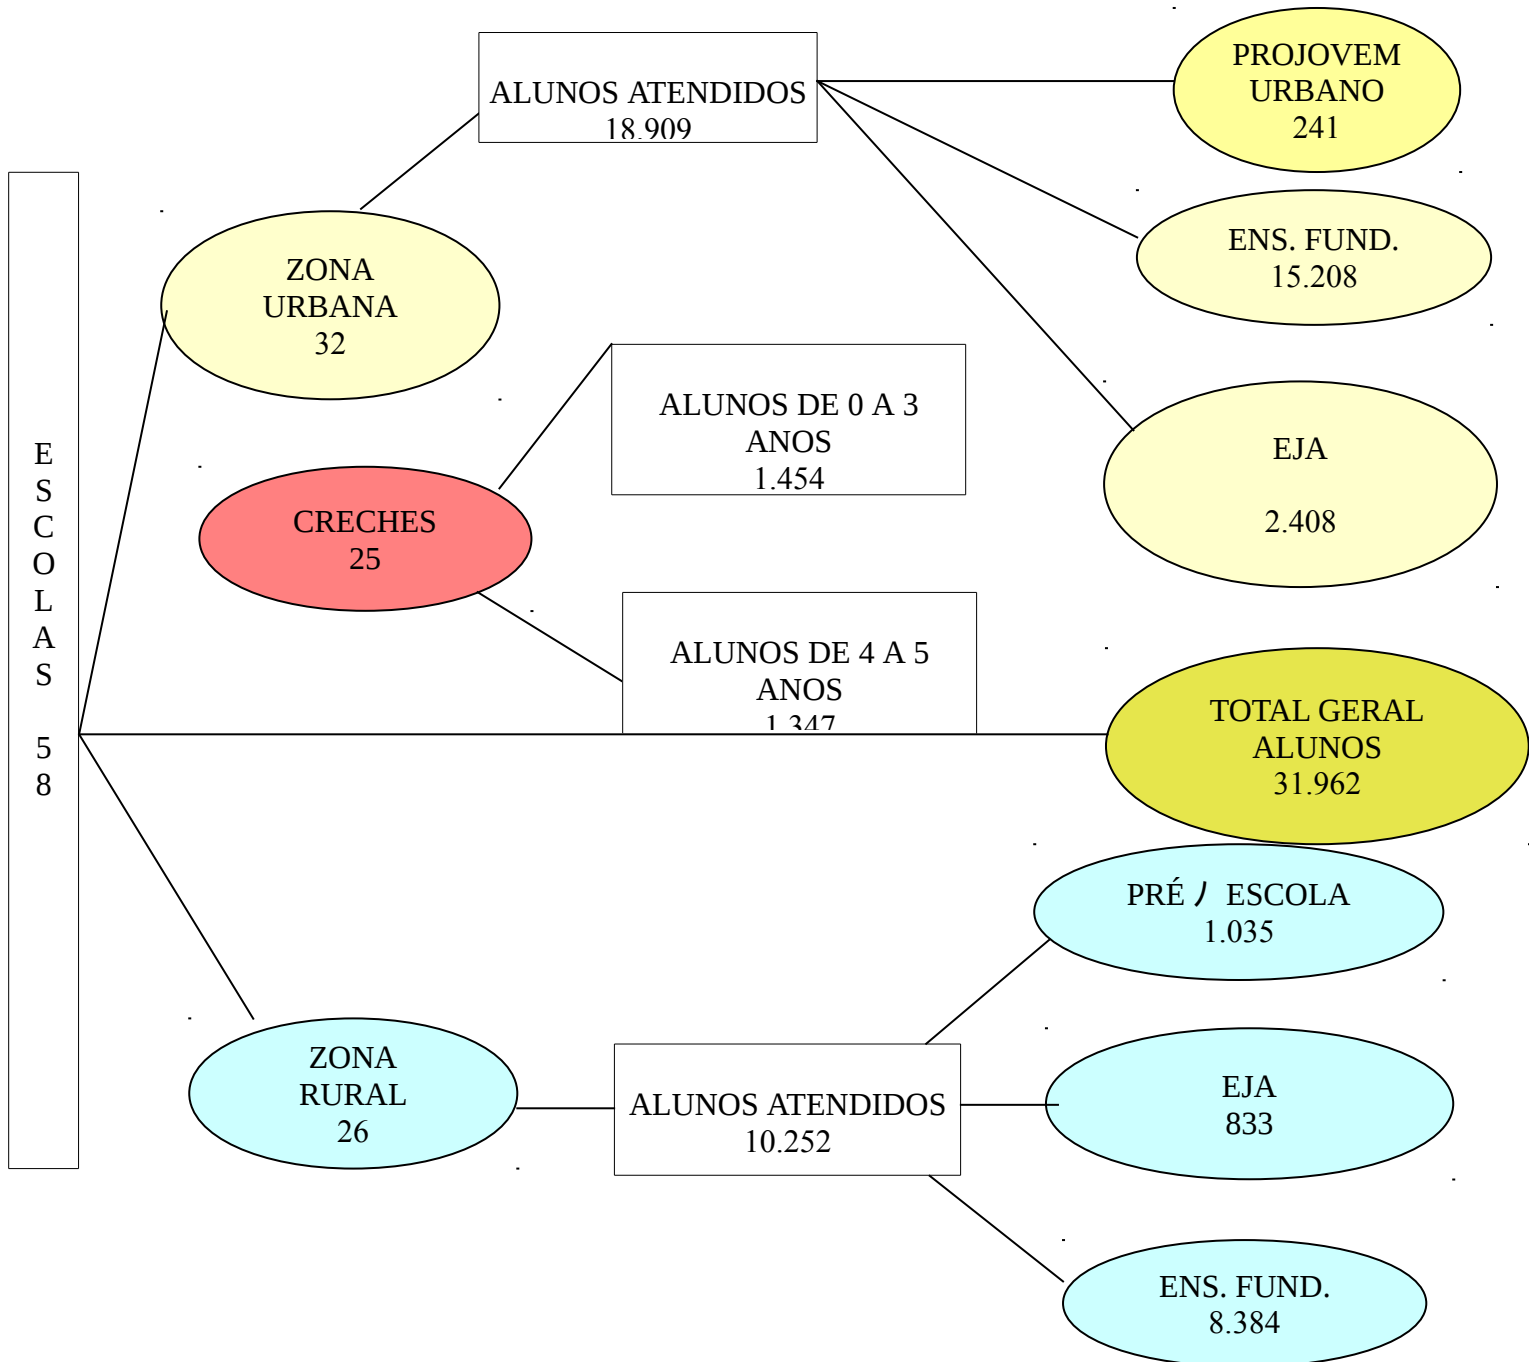 ALUNOS ATENDIDOS
18.909
PROJOVEM
URBANO
241
ENS. FUND.
15.208
ZONA
URBANA
32
ALUNOS DE 0 A 3
ANOS
1.454
EJA
2.408
E
S
C
O
L
A
S
5
8
CRECHES
25
ALUNOS DE 4 A 5
ANOS
1.347
TOTAL GERAL
ALUNOS
31.962
PRÉ ﾉ ESCOLA
1.035
ZONA
RURAL
26
ALUNOS ATENDIDOS
10.252
EJA
833
ENS. FUND.
8.384